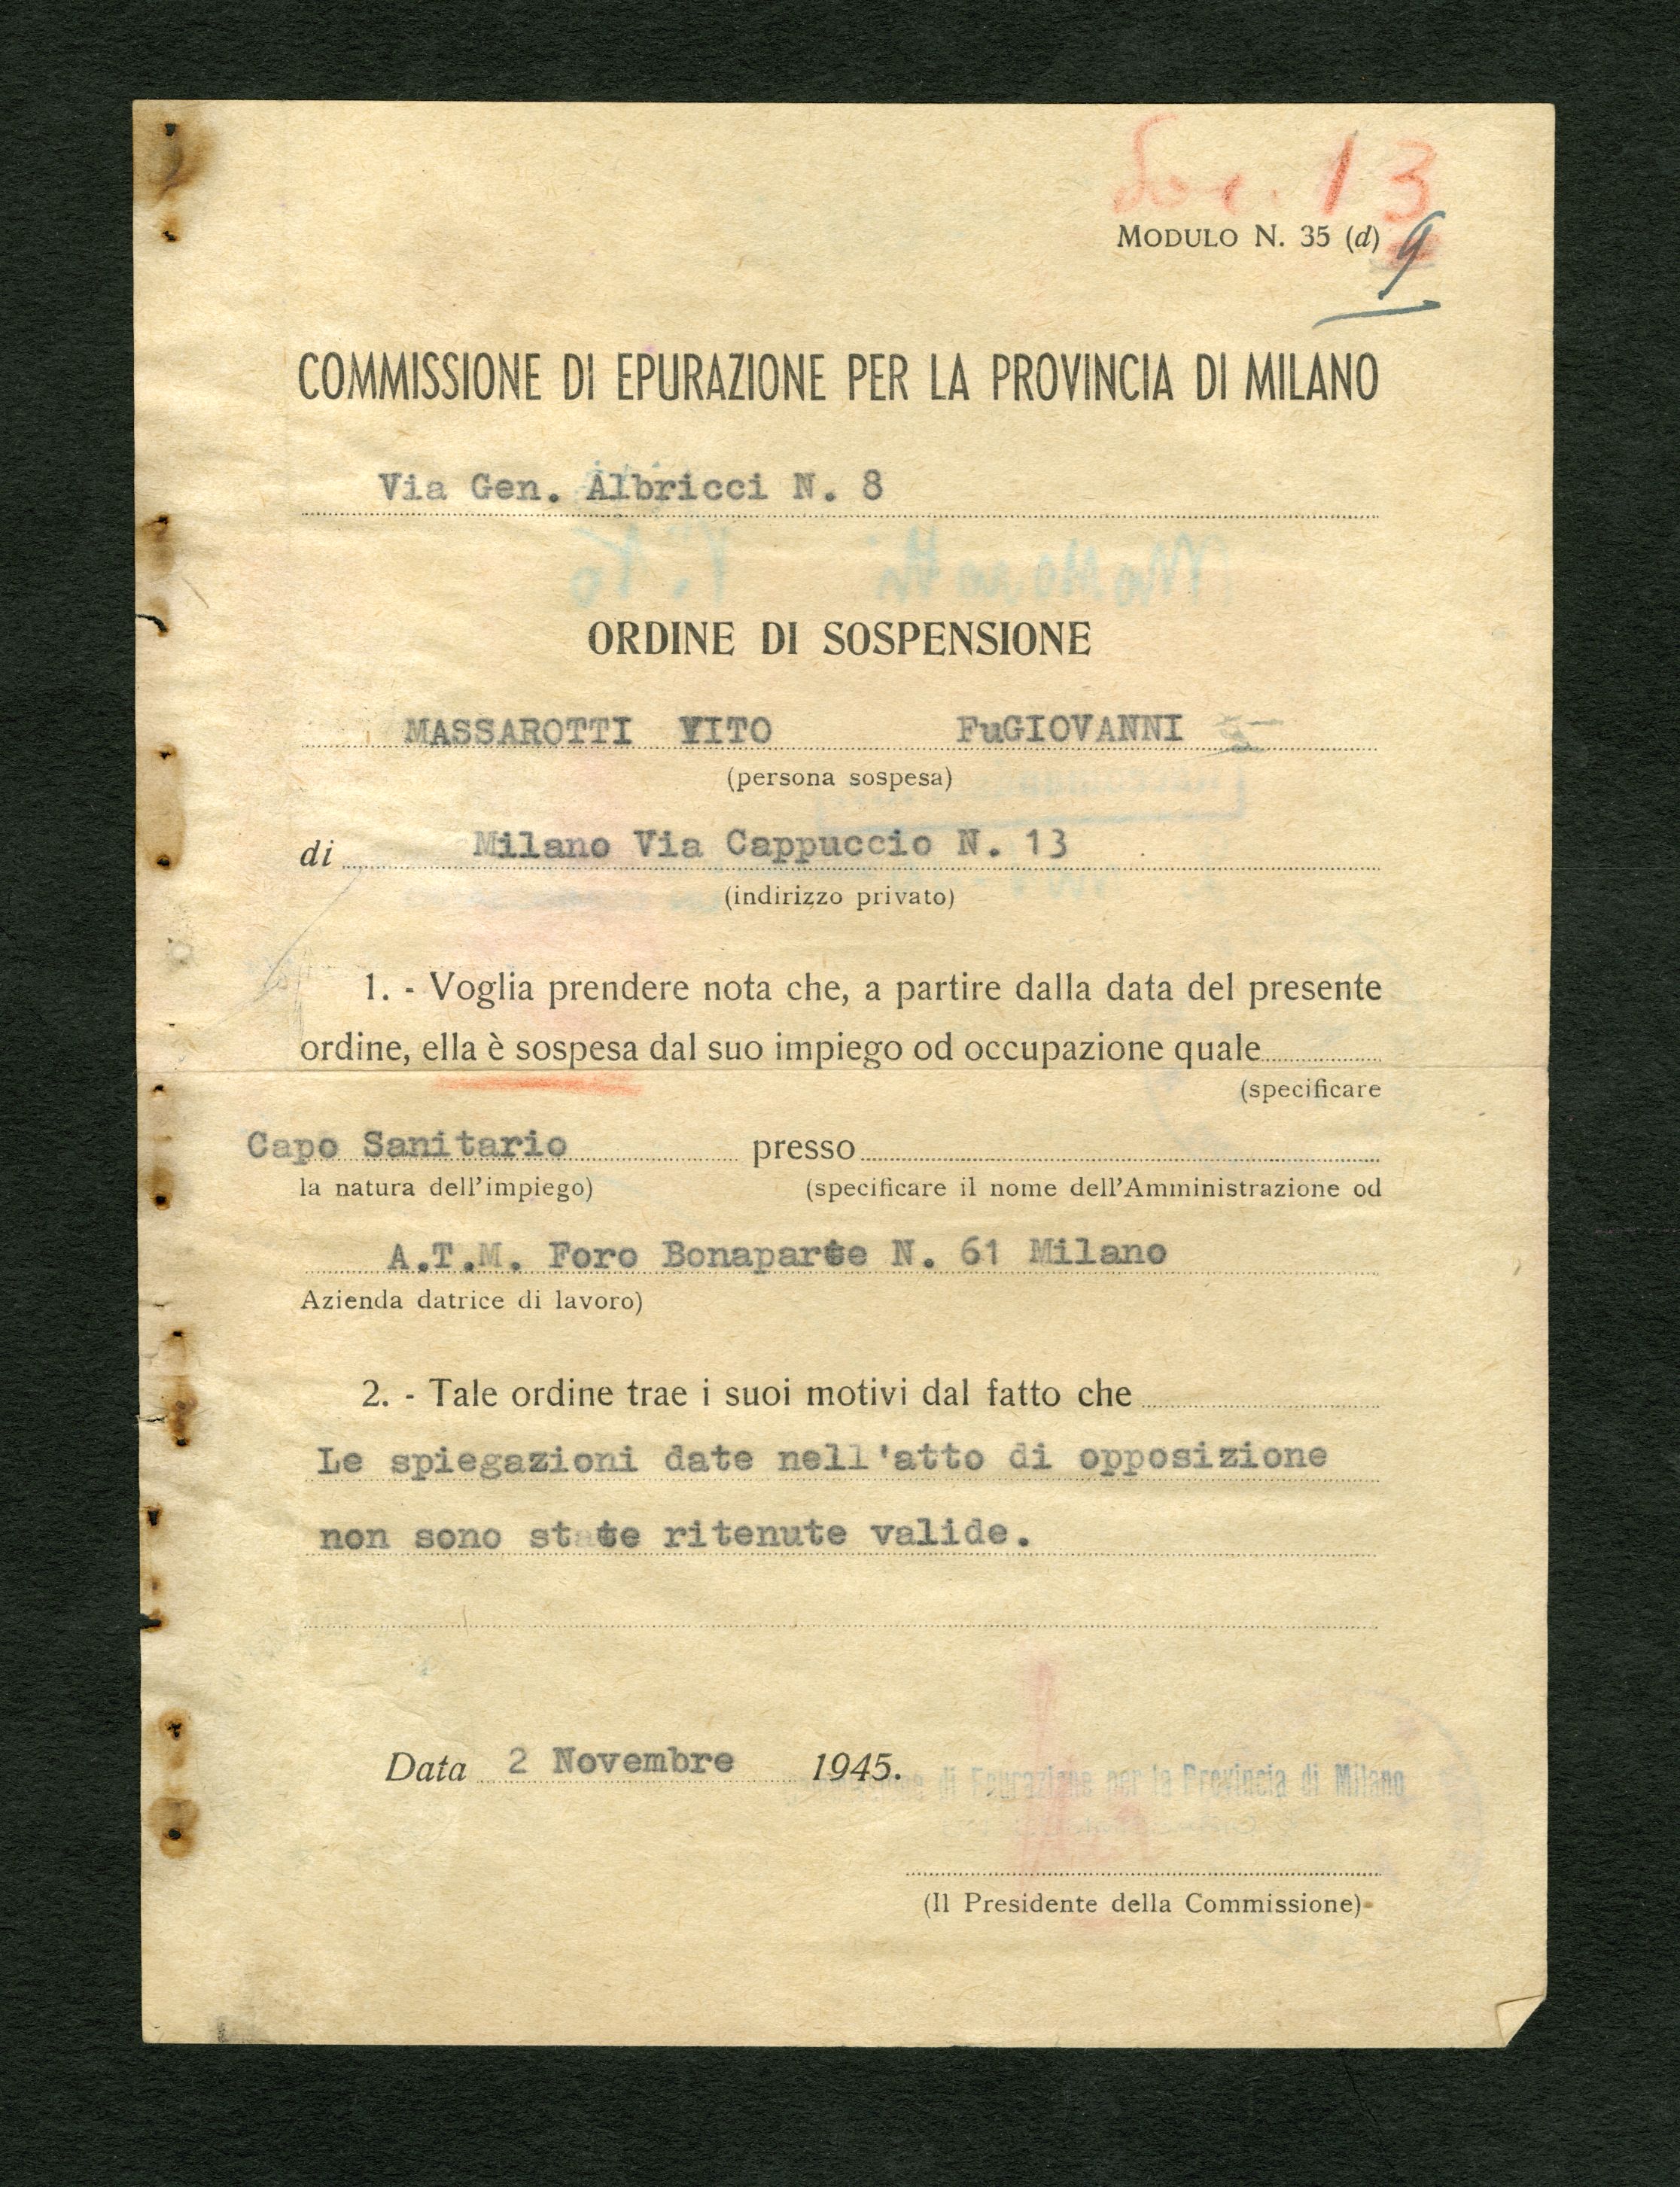 Doc. 13
MODULO N. 35 (d) 9
COMMISSIONE DI EPURAZIONE PER LA PROVINCIA DI MILANO
Via Gen. Albricci N. 8
ORDINE DI SOSPENSIONE
MASSAROTTI VITO FuGIOVANNI
(persona sospesa)
di Milano Via Cappuccio N. 13
(indirizzo privato)
1. - Voglia prendere nota che, a partire dalla data del presente
ordine, ella è sospesa dal suo impiego od occupazione quale
(specificare
Capo Sanitario presso
la natura dell'impiego) (specificare il nome dell'Amministrazione od
A.T.M. Foro Bonaparte N. 61 Milano
Azienda datrice di lavoro)
2. - Tale ordine trae i suoi motivi dal fatto che
Le spiegazioni date nell'atto di opposizione
non sono state ritenute valide.
Data 2 Novembre 1945.
di Epurazione per la Provincia di Milano
(Il Presidente della Commissione)